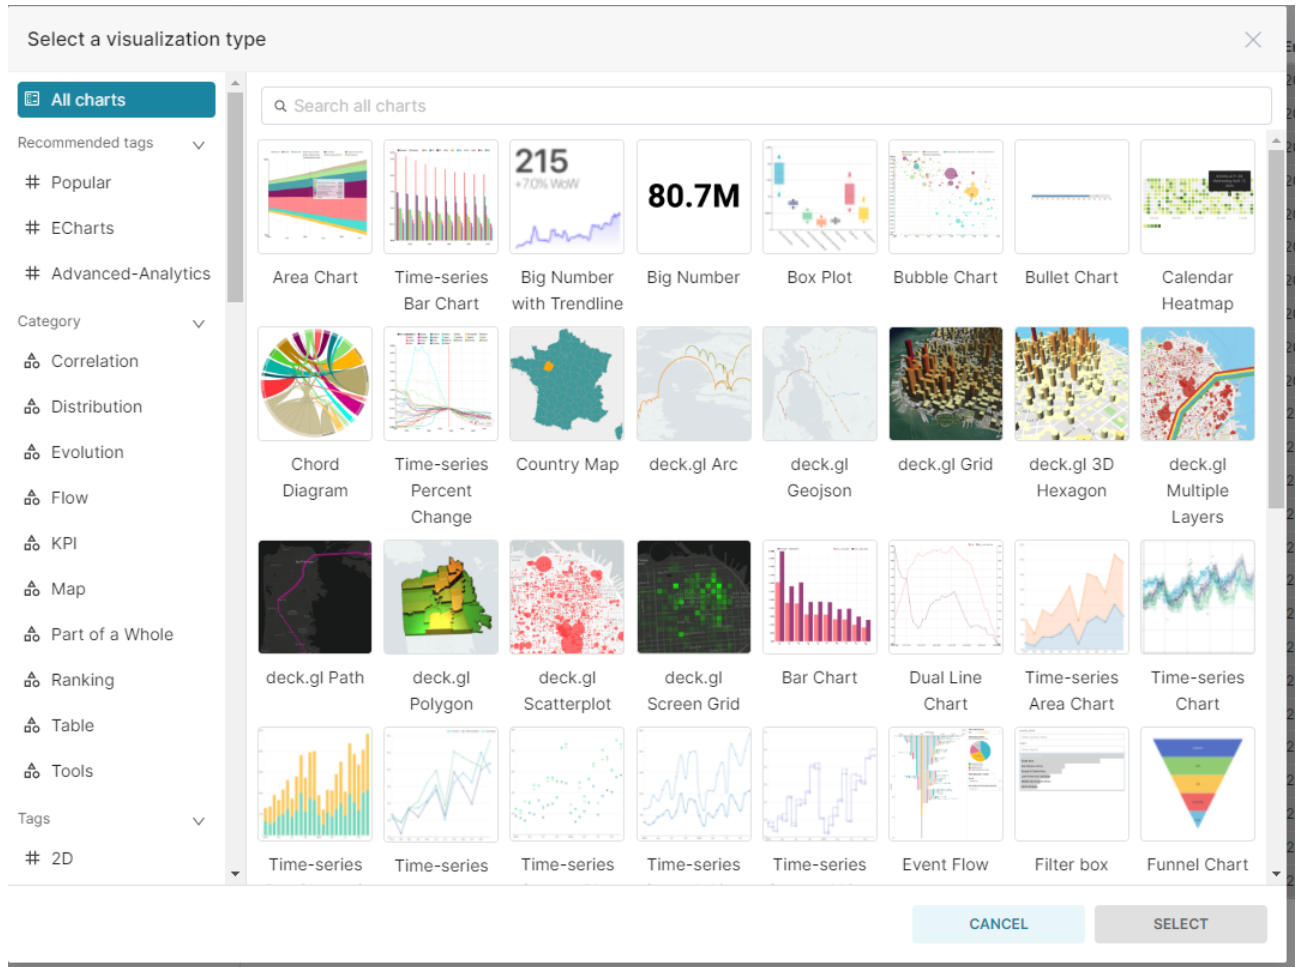 Select a visualization type
All charts
Recommended tags
# Popular
# ECharts
# Advanced-Analytics
Category
Correlation
Distribution
Evolution
Flow
KPI
Map
Part of a Whole
Ranking
Table
Tools
Tags
# 2D
Search all charts
215
+7.0% WoW
80.7M
Area Chart
Time-series
Bar Chart
Big Number
with Trendline
Big Number
Box Plot
Bubble Chart
Bullet Chart
Calendar
Heatmap
Chord
Diagram
Time-series
Percent
Change
Country Map
deck.gl Arc
deck.gl
Geojson
deck.gl Grid
deck.gl 3D
Hexagon
deck.gl
Multiple
Layers
deck.gl Path
deck.gl
Polygon
deck.gl
Scatterplot
deck.gl
Screen Grid
Bar Chart
Dual Line
Chart
Time-series
Area Chart
Time-series
Chart
Time-series
Time-series
Time-series
Time-series
Time-series
Event Flow
Filter box
Funnel Chart
CANCEL
SELECT